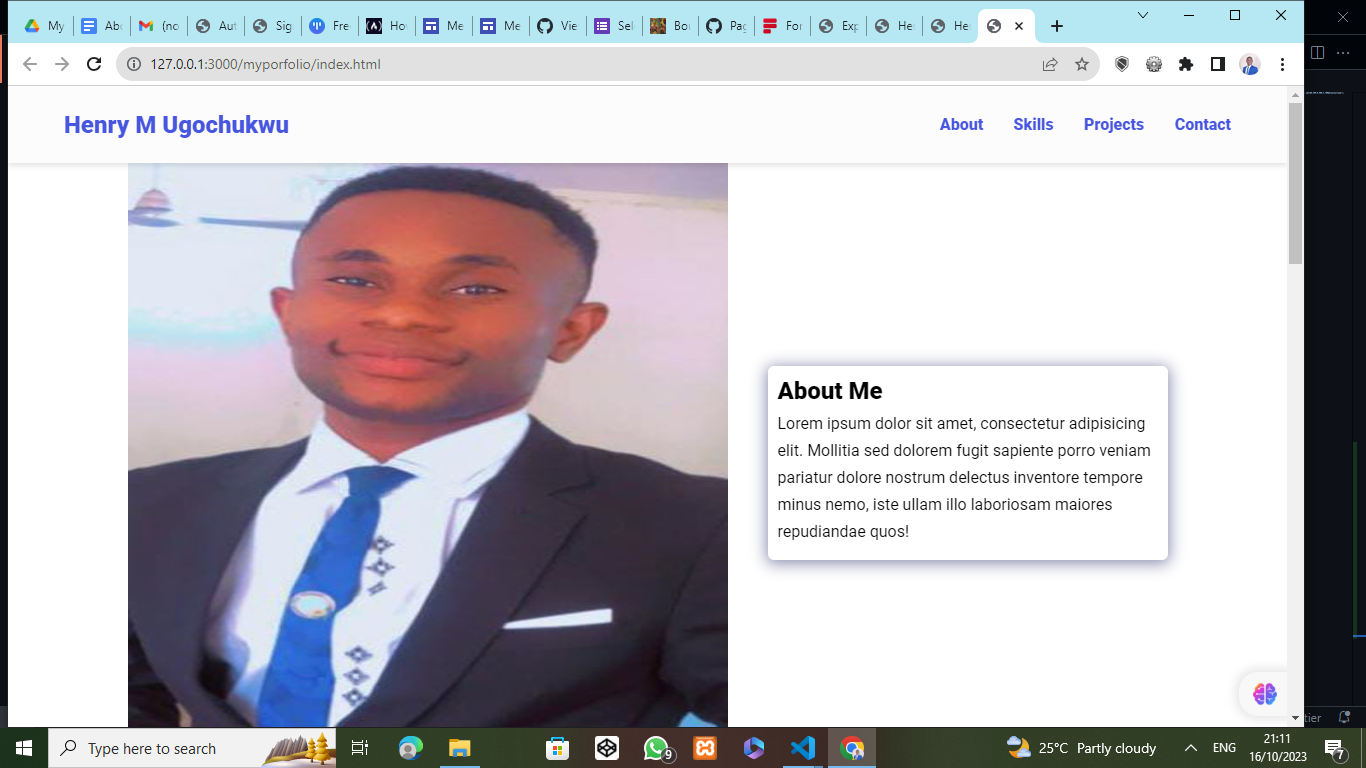 My
Abo
(no
Aut
Sig
Fre
Ho
Me
Me
Vie
Sel
Bo
Pag
For
Exp
He
He
127.0.0.1:3000/myporfolio/index.html
Henry M Ugochukwu
About
Skills
Projects
Contact
About Me
Lorem ipsum dolor sit amet, consectetur adipisicing
elit. Mollitia sed dolorem fugit sapiente porro veniam
pariatur dolore nostrum delectus inventore tempore
minus nemo, iste ullam illo laboriosam maiores
repudiandae quos!
tier
Type here to search
9
25°C Partly cloudy
ENG
21:11
16/10/2023
7